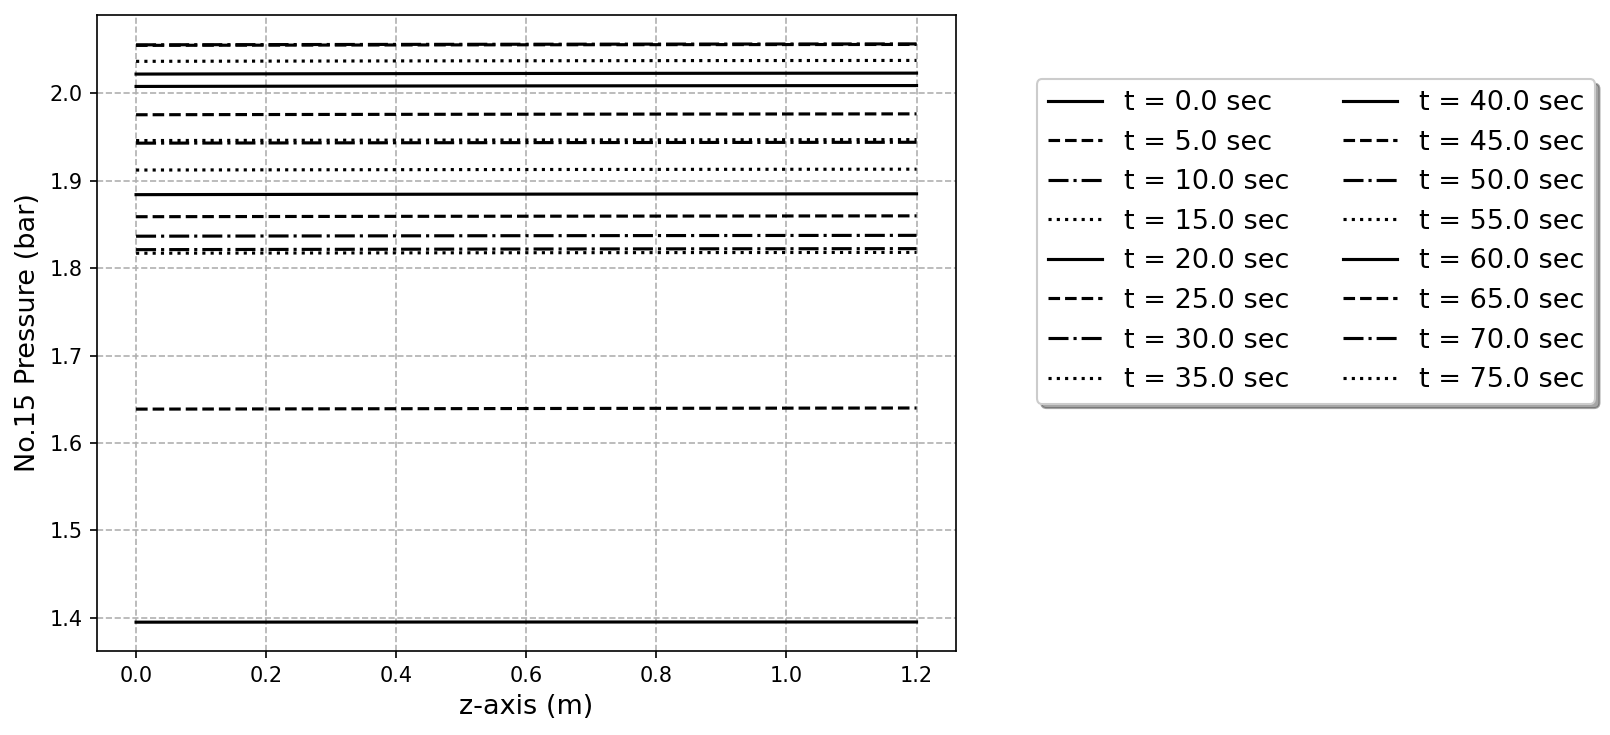 No.15 Pressure (bar)
2.0
1.9
1.8
1.7
1.6
1.5
1.4
0.0 0.2 0.4 0.6 0.8 1.0 1.2
z-axis (m)
t = 0.0 sec
t = 5.0 sec
t = 10.0 sec
t = 15.0 sec
t = 20.0 sec
t = 25.0 sec
t = 30.0 sec
t = 35.0 sec
t = 40.0 sec
t = 45.0 sec
t = 50.0 sec
t = 55.0 sec
t = 60.0 sec
t = 65.0 sec
t = 70.0 sec
t = 75.0 sec